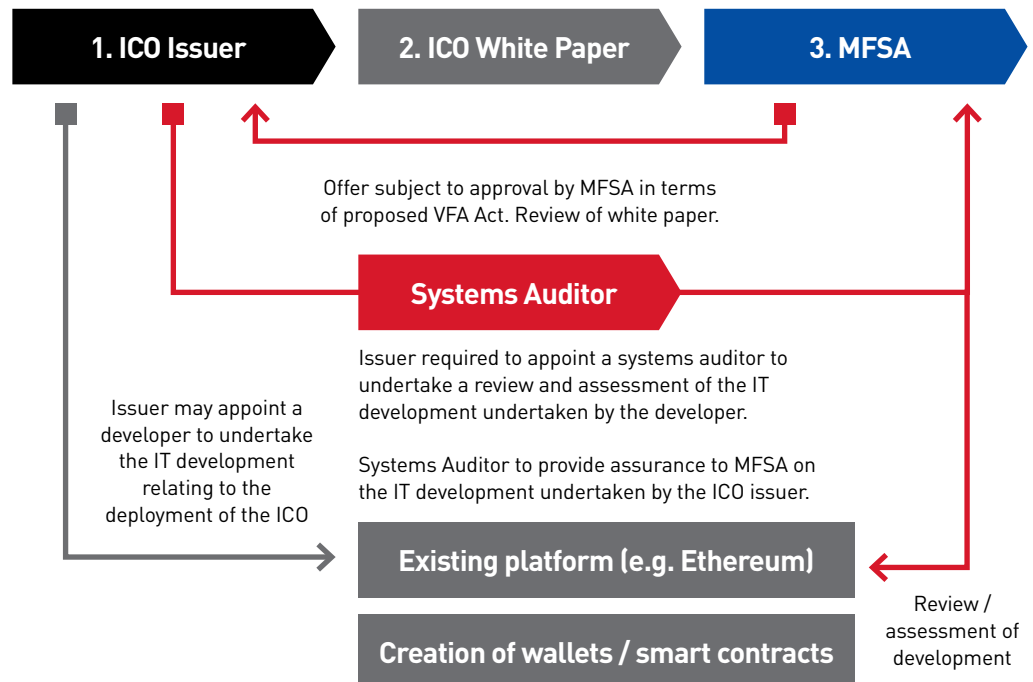 1. ICO Issuer
2. ICO White Paper
3. MFSA
Offer subject to approval by MFSA in terms
of proposed VFA Act. Review of white paper.
Systems Auditor
Issuer required to appoint a systems auditor to
undertake a review and assessment of the IT
development undertaken by the developer.
Systems Auditor to provide assurance to MFSA on
the IT development undertaken by the ICO issuer.
Issuer may appoint a
developer to undertake
the IT development
relating to the
deployment of the ICO
Existing platform (e.g. Ethereum)
Creation of wallets / smart contracts
Review /
assessment of
development